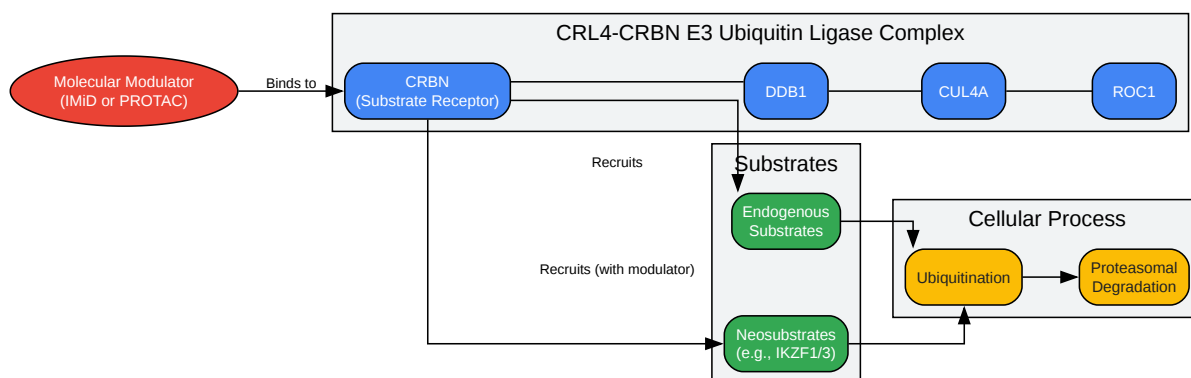 CRL4-CRBN E3 Ubiquitin Ligase Complex
Molecular Modulator
(IMiD or PROTAC)
Binds to
CRBN
(Substrate Receptor)
DDB1
CUL4A
ROC1
Recruits
Substrates
Endogenous
Substrates
Cellular Process
Recruits (with modulator)
Ubiquitination
Proteasomal
Degradation
Neosubstrates
(e.g., IKZF1/3)